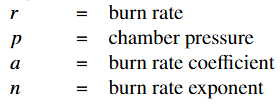 r = burn rate
p = chamber pressure
a = burn rate coefficient
n = burn rate exponent